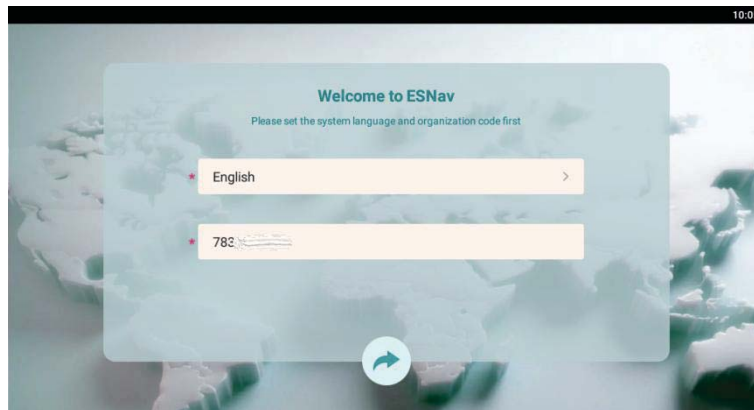 10:0
Welcome to ESNav
Please set the system language and organization code first
* English >
* 783